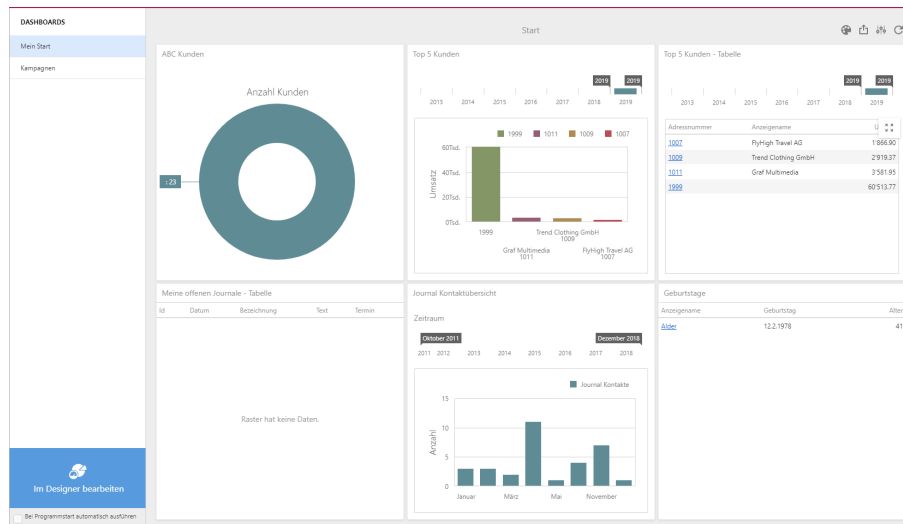 DASHBOARDS
Mein Start
Kampagnen
Im Designer bearbeiten
Bei Programmstart automatisch ausführen
Start
ABC Kunden
Anzahl Kunden
: 23
Top 5 Kunden
2019 2019
2013 2014 2015 2016 2017 2018 2019
1999 1011 1009 1007
Umsatz
60Tsd.
40Tsd.
20Tsd.
0Tsd.
1999 Trend Clothing GmbH
1009
Graf Multimedia FlyHigh Travel AG
1011 1007
Top 5 Kunden - Tabelle
2019 2019
2013 2014 2015 2016 2017 2018 2019
Adressnummer Anzeigename U
1007 FlyHigh Travel AG 1'866.90
1009 Trend Clothing GmbH 2'919.37
1011 Graf Multimedia 3'581.95
1999 60'513.77
Meine offenen Journale - Tabelle
Id Datum Bezeichnung Text Termin
Raster hat keine Daten.
Journal Kontaktübersicht
Zeitraum
Oktober 2011 Dezember 2018
2011 2012 2013 2014 2015 2016 2017 2018
Journal Kontakte
Anzahl
15
10
5
0
Januar März Mai November
Geburtstage
Anzeigename Geburtstag Alter
Alder 12.2.1978 41